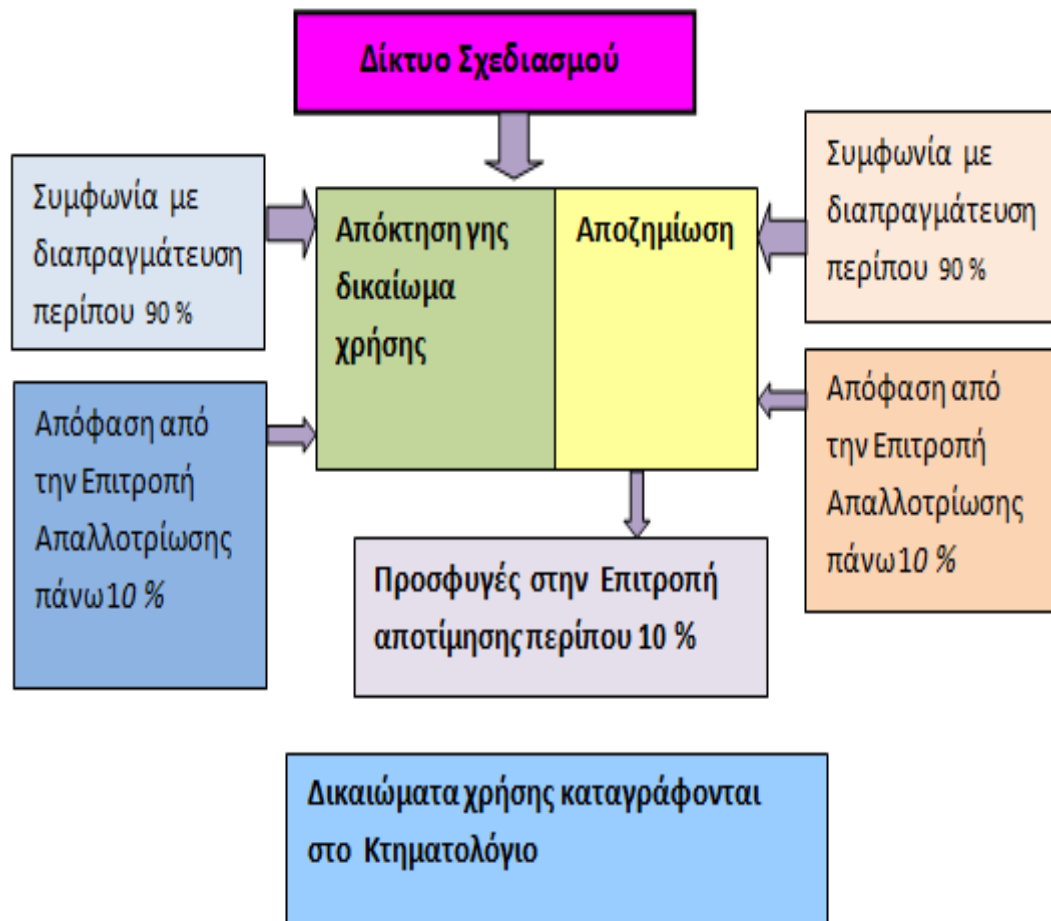 Δίκτυο Σχεδιασμού
Συμφωνία με
διαπραγμάτευση
περίπου 90 %
Απόκτηση γης
δικαίωμα
χρήσης
Αποζημίωση
Συμφωνία με
διαπραγμάτευση
περίπου 90 %
Απόφαση από
την Επιτροπή
Απαλλοτρίωσης
πάνω 10 %
Απόφαση από
την Επιτροπή
Απαλλοτρίωσης
πάνω 10 %
Προσφυγές στην Επιτροπή
αποτίμησης περίπου 10 %
Δικαιώματα χρήσης καταγράφονται
στο Κτηματολόγιο